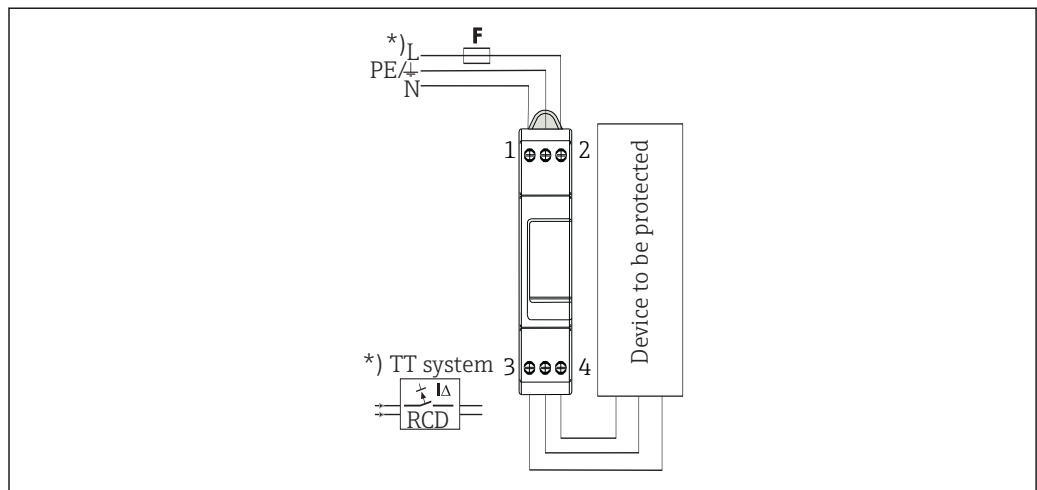 F
*)L
PE/⏚
N
1 2
Device to be protected
*) TT system
3 4
IΔ
RCD